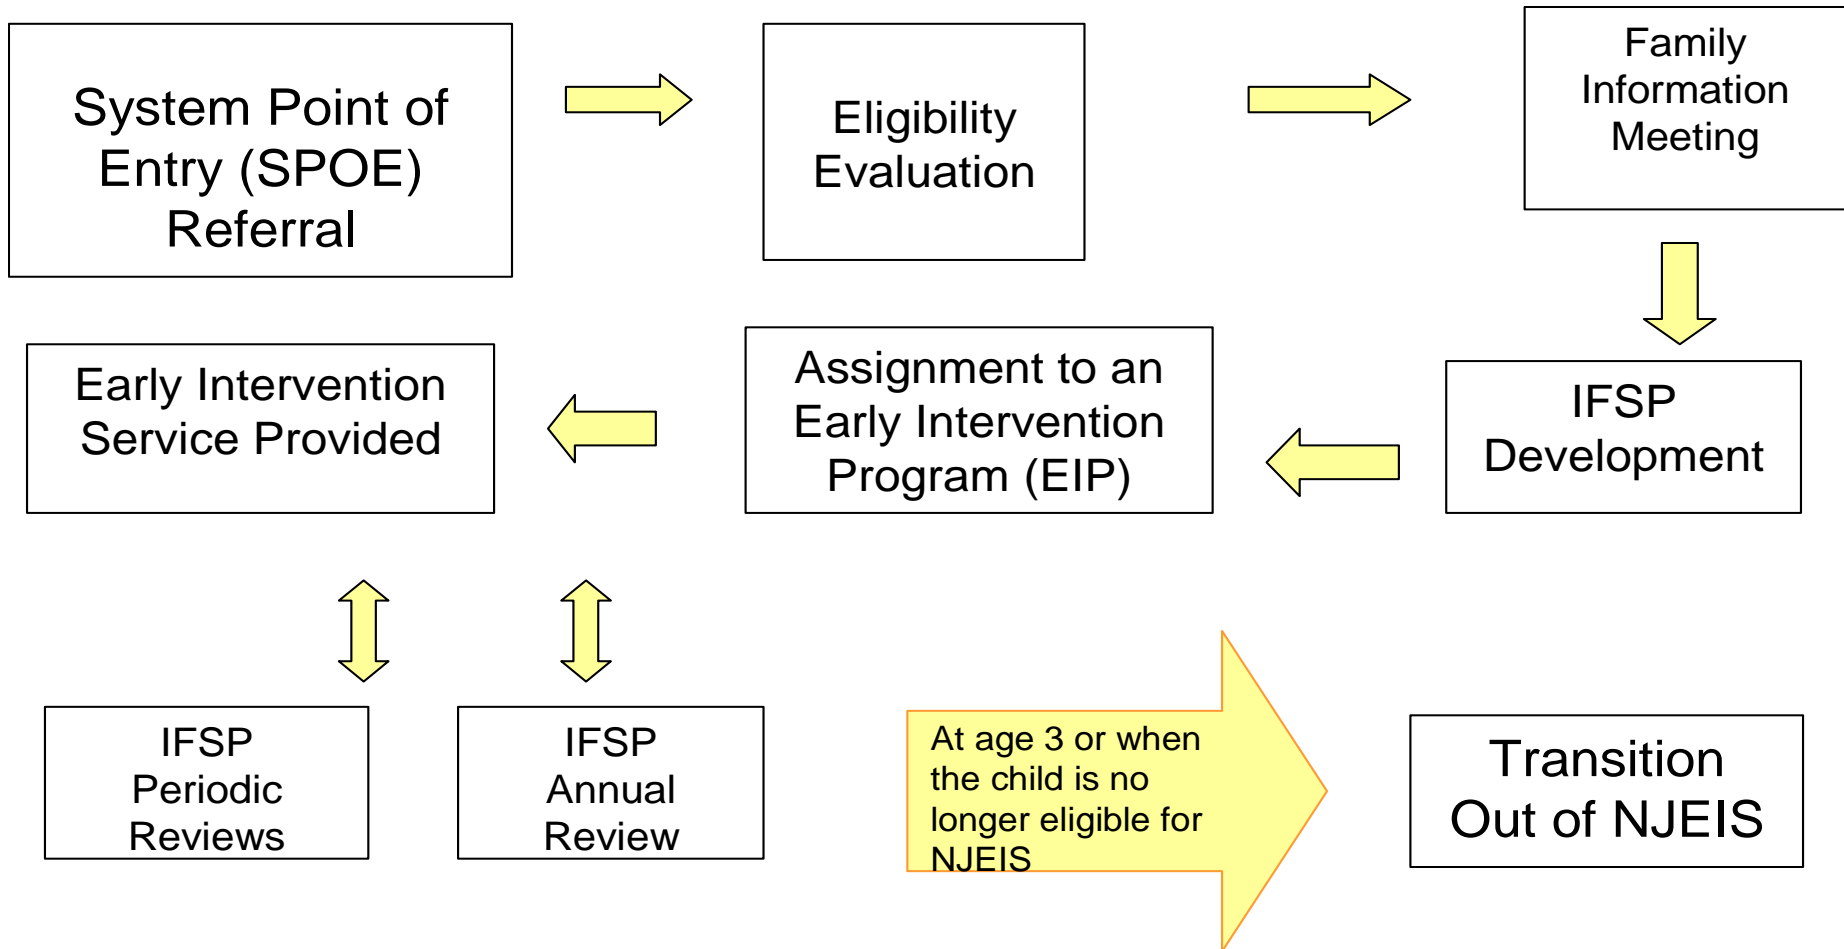 System Point of
Entry (SPOE)
Referral
Eligibility
Evaluation
Family
Information
Meeting
IFSP
Development
Assignment to an
Early Intervention
Program (EIP)
Early Intervention
Service Provided
IFSP
Periodic
Reviews
IFSP
Annual
Review
At age 3 or when
the child is no
longer eligible for
NJEIS
Transition
Out of NJEIS